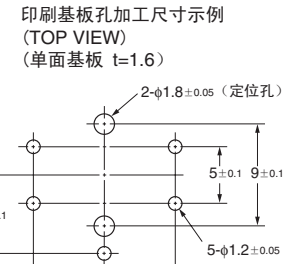 印刷基板孔加工尺寸示例
(TOP VIEW)
(单面基板 t=1.6)
2-φ1.8±0.05（定位孔）
5±0.1 9±0.1
5-φ1.2±0.05